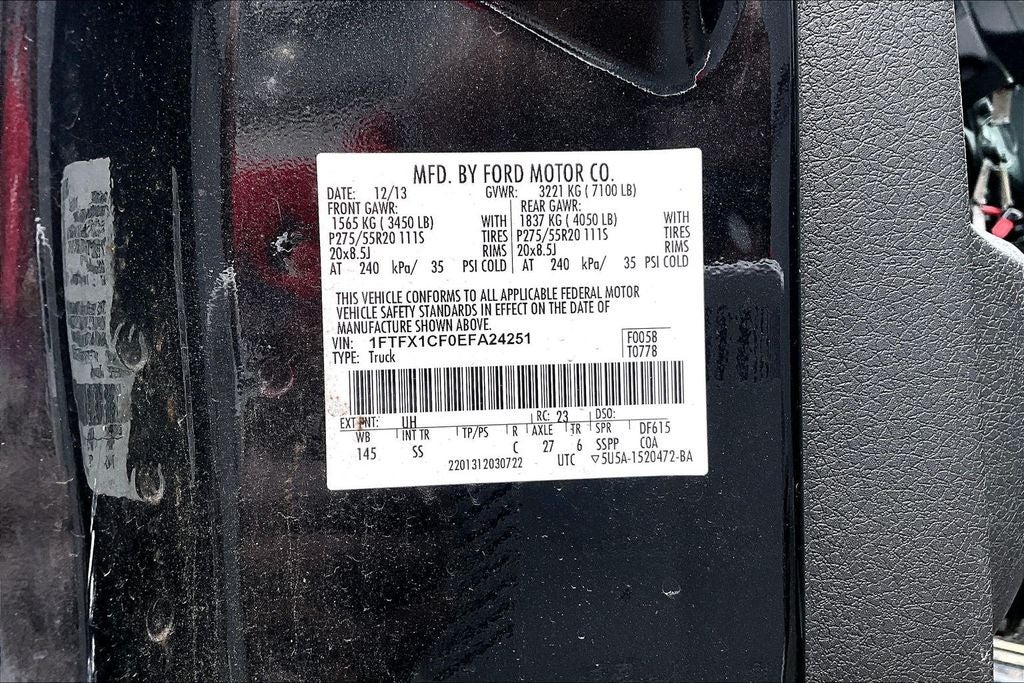 MFD. BY FORD MOTOR CO.
DATE: 12/13 GVWR: 3221 KG ( 7100 LB)
FRONT GAWR: REAR GAWR:
1565 KG ( 3450 LB) WITH 1837 KG ( 4050 LB) WITH
P275/55R20 111S TIRES P275/55R20 111S TIRES
20x8.5J RIMS 20x8.5J RIMS
AT 240 kPa/ 35 PSI COLD AT 240 kPa/ 35 PSI COLD
THIS VEHICLE CONFORMS TO ALL APPLICABLE FEDERAL MOTOR
VEHICLE SAFETY STANDARDS IN EFFECT ON THE DATE OF
MANUFACTURE SHOWN ABOVE.
VIN: 1FTFX1CF0EFA24251 F0058
TYPE: Truck T0778
EXT PNT: UH RC: 23 DSO:
WB INT TR TP/PS R AXLE TR SPR DF615
145 SS C 27 6 SSPP COA
2201312030722 UTC ▽5U5A-1520472-BA